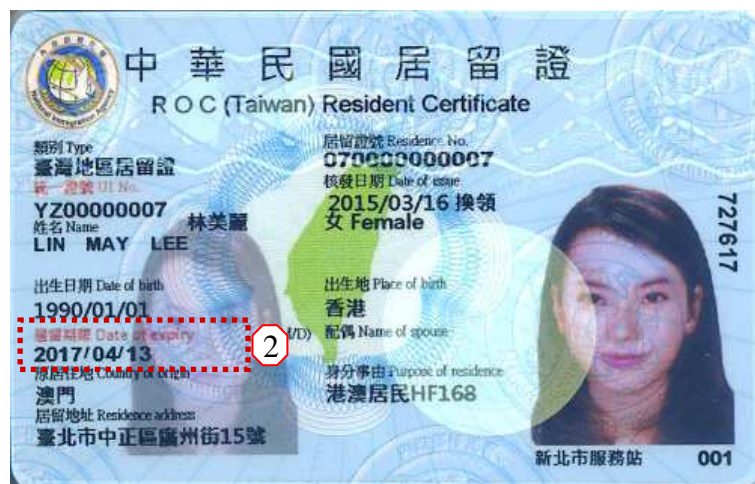 中華民國居留證
ROC (Taiwan) Resident Certificate
類別 Type
臺灣地區居留證
統一證號 UI No.
YZ00000007
姓名 Name
林美麗
LIN MAY LEE
出生日期 Date of birth
1990/01/01
居留期限 Date of expiry
/D)
2017/04/13
2
原居住地 Country of origin
澳門
居留地址 Residence address
臺北市中正區廣州街15號
居留證號 Residence No.
070000000007
核發日期 Date of issue
2015/03/16 換領
女 Female
出生地 Place of birth
香港
配偶 Name of spouse
身分事由 Purpose of residence
港澳居民HF168
727617
新北市服務站
001